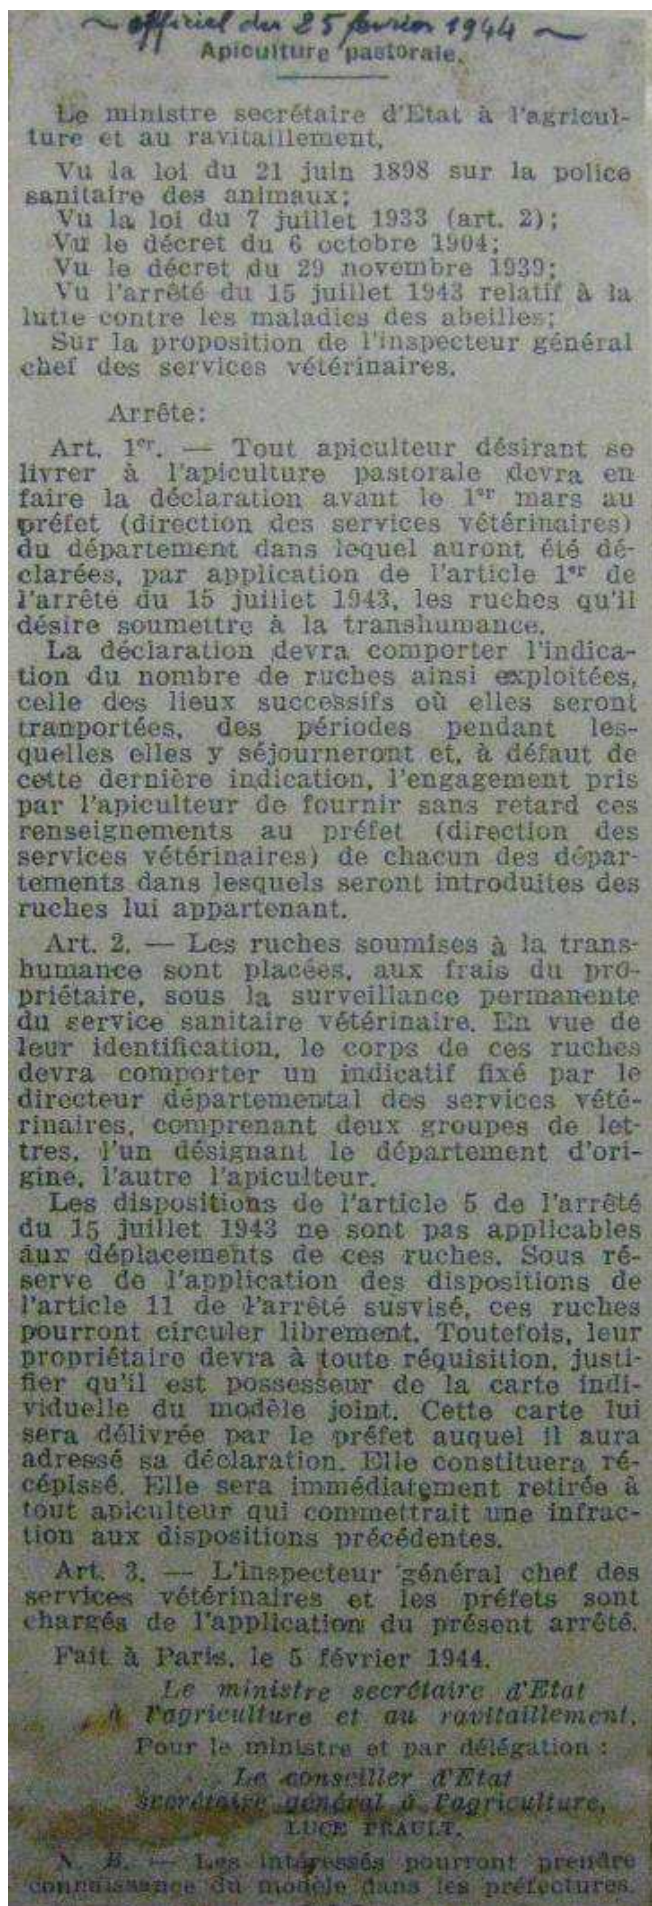 ~ officiel du 25 fevrier 1944 ~
Apiculture pastorale.
Le ministre secrétaire d'Etat à l'agricul-
ture et au ravitaillement,
Vu la loi du 21 juin 1898 sur la police
sanitaire des animaux;
Vu la loi du 7 juillet 1933 (art. 2);
Vu le décret du 6 octobre 1904;
Vu le décret du 29 novembre 1939;
Vu l'arrêté du 15 juillet 1943 relatif à la
lutte contre les maladies des abeilles;
Sur la proposition de l'inspecteur général
chef des services vétérinaires.
Arrête:
Art. 1er. — Tout apiculteur désirant se
livrer à l'apiculture pastorale devra en
faire la déclaration avant le 1er mars au
préfet (direction des services vétérinaires)
du département dans lequel auront été dé-
clarées, par application de l'article 1er de
l'arrêté du 15 juillet 1943, les ruches qu'il
désire soumettre à la transhumance.
La déclaration devra comporter l'indica-
tion du nombre de ruches ainsi exploitées,
celle des lieux successifs où elles seront
tranportées, des périodes pendant les-
quelles elles y séjourneront et, à défaut de
cette dernière indication, l'engagement pris
par l'apiculteur de fournir sans retard ces
renseignements au préfet (direction des
services vétérinaires) de chacun des dépar-
tements dans lesquels seront introduites des
ruches lui appartenant.
Art. 2. — Les ruches soumises à la trans-
humance sont placées, aux frais du pro-
priétaire, sous la surveillance permanente
du service sanitaire vétérinaire. En vue de
leur identification, le corps de ces ruches
devra comporter un indicatif fixé par le
directeur départemental des services vété-
rinaires, comprenant deux groupes de let-
tres, l'un désignant le département d'ori-
gine, l'autre l'apiculteur.
Les dispositions de l'article 5 de l'arrêté
du 15 juillet 1943 ne sont pas applicables
aux déplacements de ces ruches. Sous ré-
serve de l'application des dispositions de
l'article 11 de l'arrêté susvisé, ces ruches
pourront circuler librement. Toutefois, leur
propriétaire devra à toute réquisition, justi-
fier qu'il est possesseur de la carte indi-
viduelle du modèle joint. Cette carte lui
sera délivrée par le préfet auquel il aura
adressé sa déclaration. Elle constituera ré-
cépissé. Elle sera immédiatement retirée à
tout apiculteur qui commettrait une infrac-
tion aux dispositions précédentes.
Art. 3. — L'inspecteur général chef des
services vétérinaires et les préfets sont
chargés de l'application du présent arrêté.
Fait à Paris, le 5 février 1944.
Le ministre secrétaire d'Etat
à l'agriculture et au ravitaillement.
Pour le ministre et par délégation :
Le conseiller d'Etat
secrétaire général à l'agriculture,
LUCE PRAULT.
N. B. — Les intéressés pourront prendre
connaissance du modèle dans les préfectures.